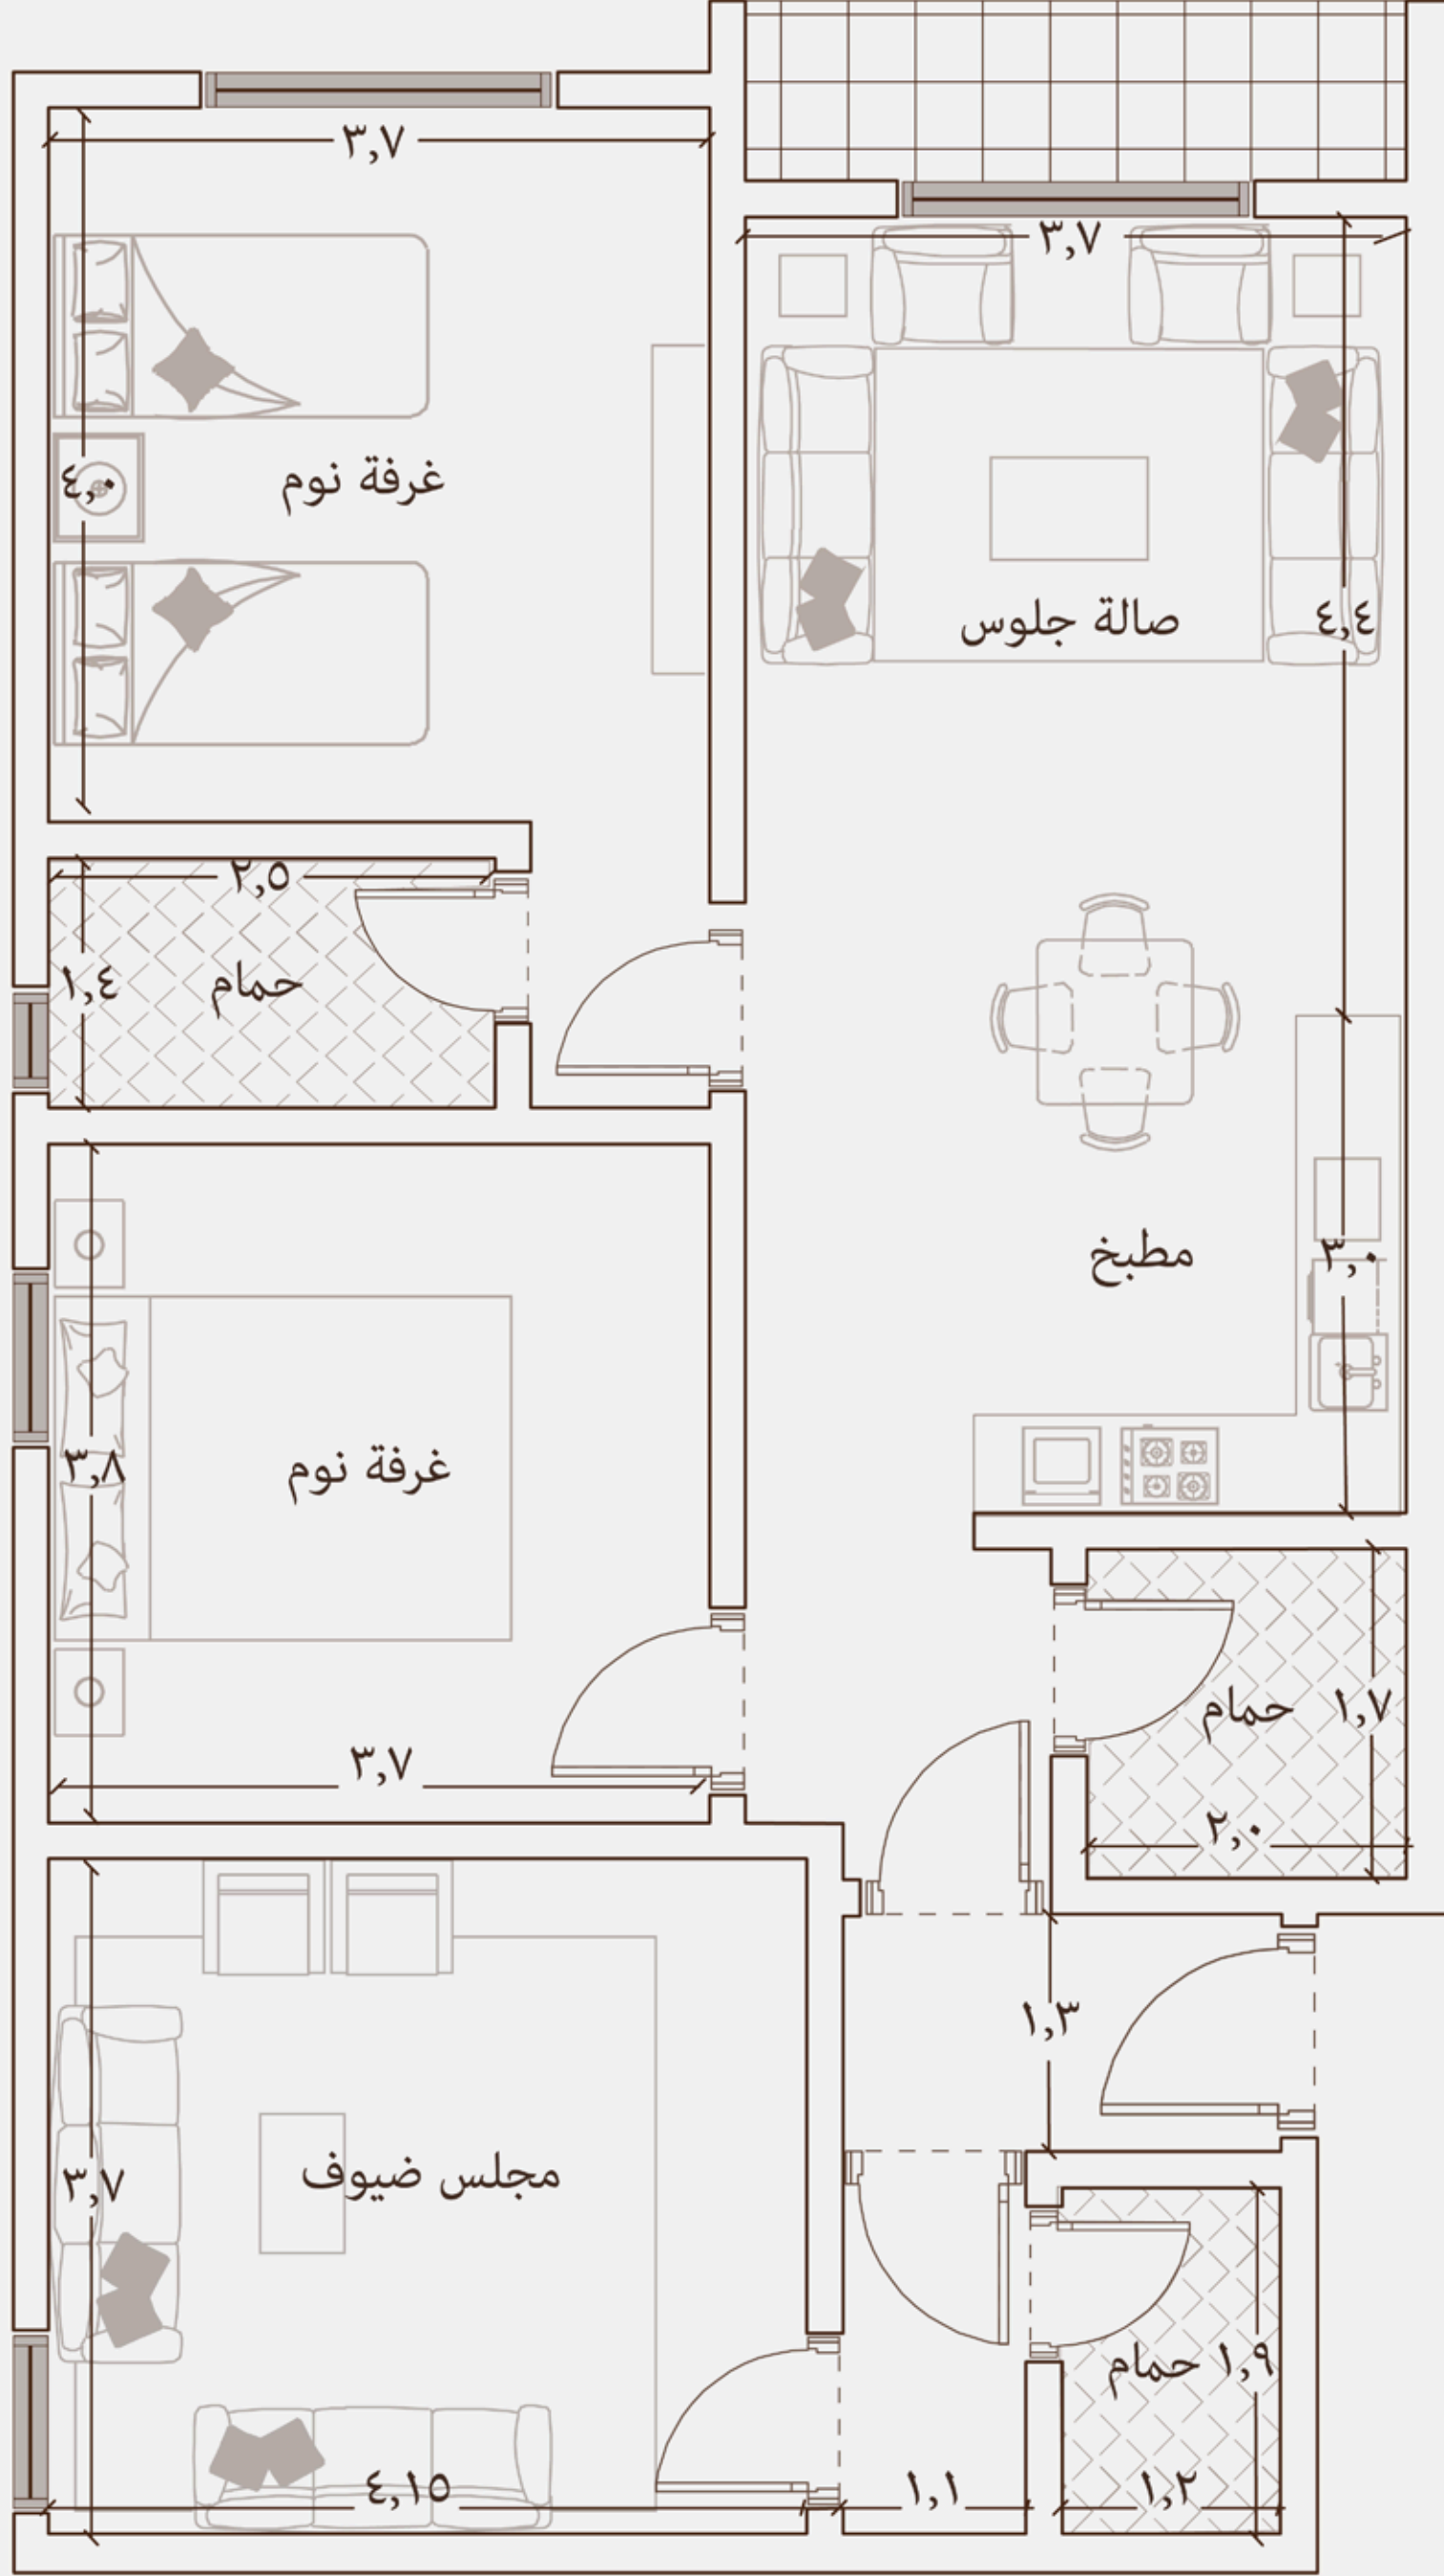 ٣,٧
٣,٧
غرفة نوم
٤,٠
صالة جلوس
٤,٤
٢,٥
حمام
١,٤
مطبخ
٣,٠
غرفة نوم
٣,٨
٣,٧
حمام
١,٧
٢,٠
١,٣
مجلس ضيوف
٣,٧
حمام
١,٩
٤,١٥
١,١
١,٢